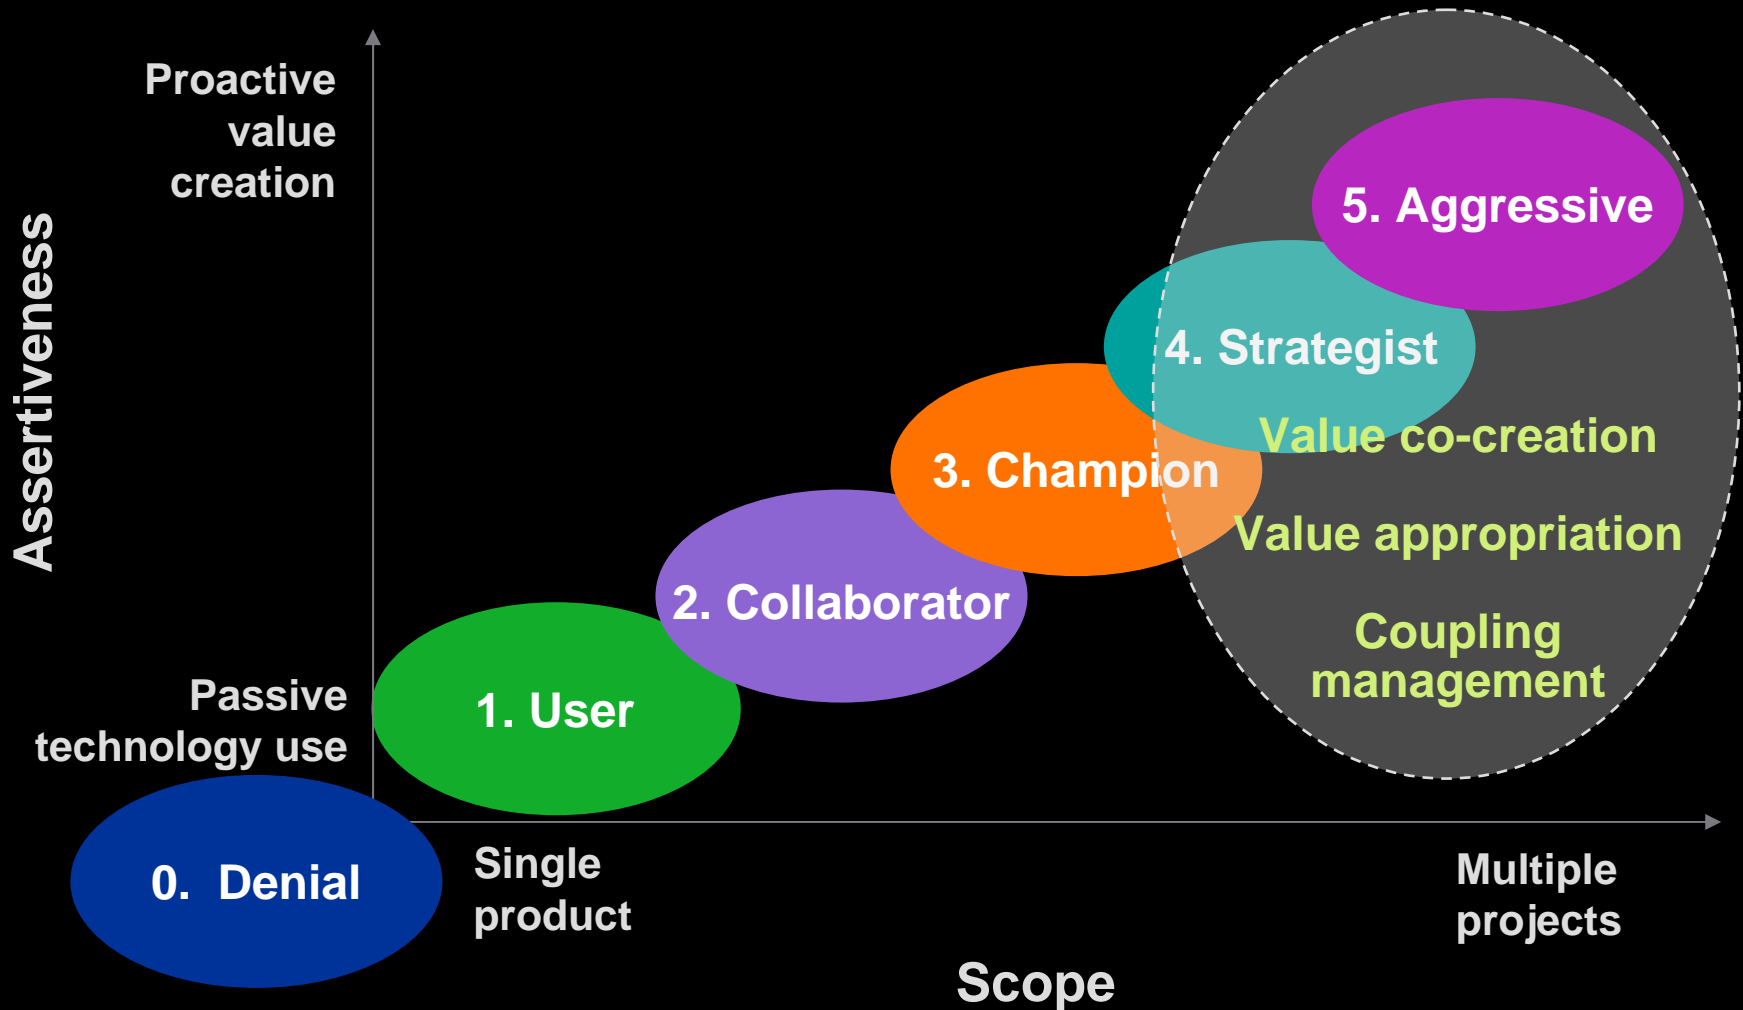 Proactive
value
creation
Assertiveness
5. Aggressive
4. Strategist
Value co-creation
3. Champion
Value appropriation
2. Collaborator
Coupling
management
Passive
technology use
1. User
0. Denial
Single
product
Multiple
projects
Scope